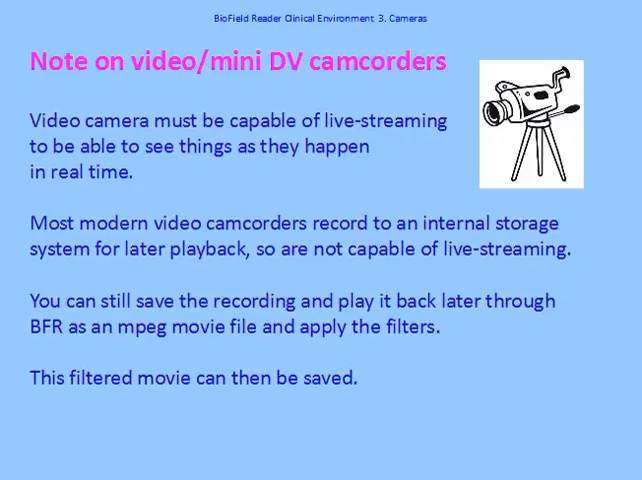 BioField Reader Clinical Environment  3. Cameras
Note on video/mini DV camcorders
Video camera must be capable of live-streaming
to be able to see things as they happen
in real time.
Most modern video camcorders record to an internal storage
system for later playback, so are not capable of live-streaming.
You can still save the recording and play it back later through
BFR as an mpeg movie file and apply the filters.
This filtered movie can then be saved.